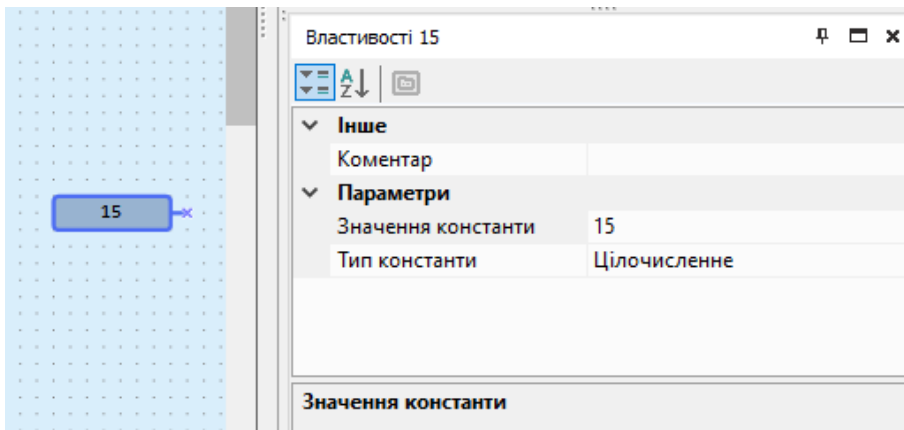 Властивості 15
Інше
Коментар
Параметри
15
Значення константи 15
Тип константи Цілочисленне
Значення константи